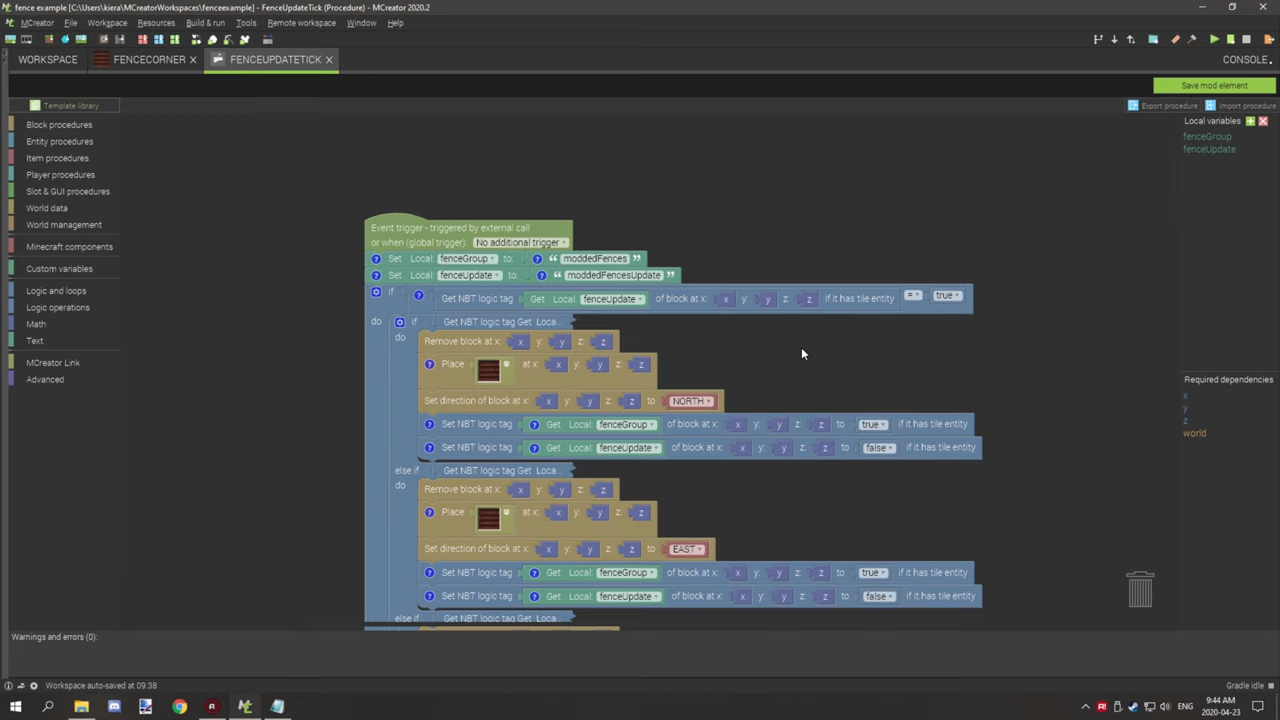 fence example [C:\Users\kiera\MCreatorWorkspaces\fenceexample] - FenceUpdateTick (Procedure) - MCreator 2020.2
MCreator File Workspace Resources Build & run Tools Remote workspace Window Help
WORKSPACE FENCECORNER FENCEUPDATETICK CONSOLE
Save mod element
Template library Export procedure Import procedure
Block procedures Local variables
Entity procedures fenceGroup
Item procedures fenceUpdate
Player procedures
Slot & GUI procedures
World data
World management
Minecraft components
Custom variables
Logic and loops
Logic operations
Math
Text
MCreator Link
Advanced
Event trigger - triggered by external call
or when (global trigger): No additional trigger
Set Local: fenceGroup to: “ moddedFences ”
Set Local: fenceUpdate to: “ moddedFencesUpdate ”
if Get NBT logic tag Get Local: fenceUpdate of block at x: x y: y z: z if it has tile entity = true
do if Get NBT logic tag Get Loca...
do Remove block at x: x y: y z: z
Place at x: x y: y z: z
Set direction of block at x: x y: y z: z to NORTH
Set NBT logic tag Get Local: fenceGroup of block at x: x y: y z: z to true if it has tile entity
Set NBT logic tag Get Local: fenceUpdate of block at x: x y: y z: z to false if it has tile entity
else if Get NBT logic tag Get Loca...
do Remove block at x: x y: y z: z
Place at x: x y: y z: z
Set direction of block at x: x y: y z: z to EAST
Set NBT logic tag Get Local: fenceGroup of block at x: x y: y z: z to true if it has tile entity
Set NBT logic tag Get Local: fenceUpdate of block at x: x y: y z: z to false if it has tile entity
else if Get NBT logic tag Get Loca...
Required dependencies
x
y
z
world
Warnings and errors (0):
Workspace auto-saved at 09:38 Gradle idle
ENG 9:44 AM
2020-04-23